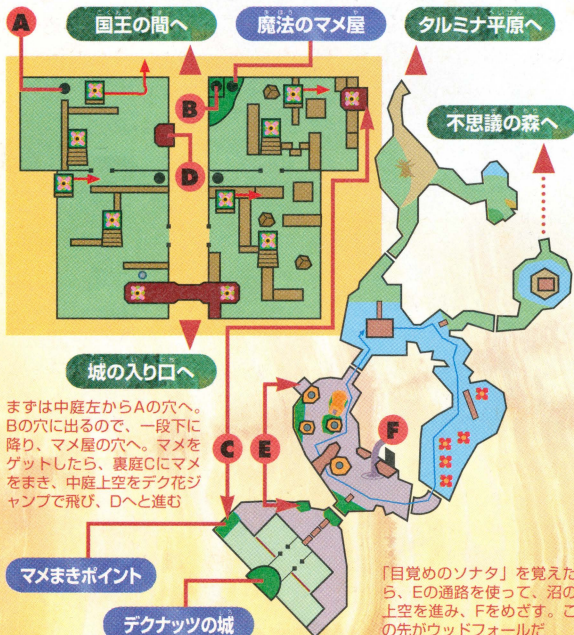 A
国王の間へ
魔法のマメ屋
タルミナ平原へ
不思議の森へ
B
D
城の入り口へ
まずは中庭左からAの穴へ。
Bの穴に出るので、一段下に
降り、マメ屋の穴へ。マメを
ゲットしたら、裏庭Cにマメ
をまき、中庭上空をデク花ジ
ャンプで飛び、Dへと進む
C
E
F
マメまきポイント
デクナッツの城
「目覚めのソナタ」を覚えた
ら、Eの通路を使って、沼の
上空を進み、Fをめざす。こ
の先がウッドフォールだ